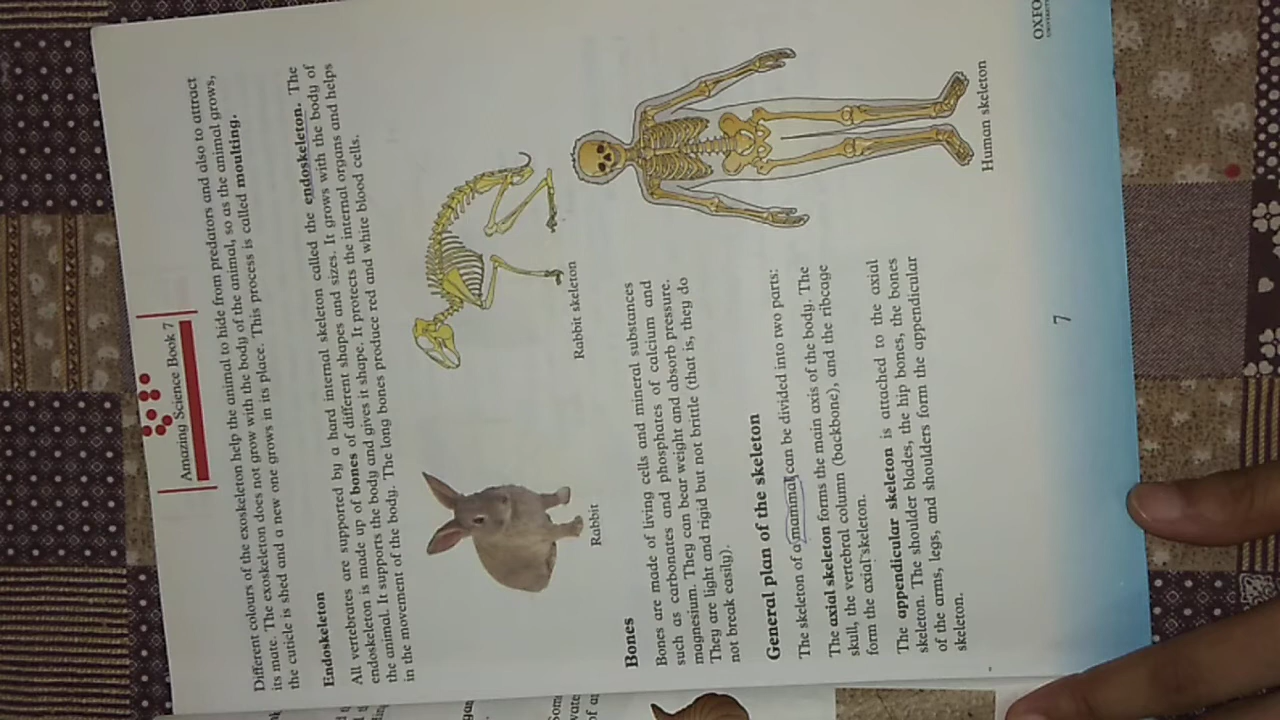 Amazing Science Book 7
Different colours of the exoskeleton help the animal to hide from predators and also to attract
its mate. The exoskeleton does not grow with the body of the animal, so as the animal grows,
the cuticle is shed and a new one grows in its place. This process is called moulting.
Endoskeleton
All vertebrates are supported by a hard internal skeleton called the endoskeleton. The
endoskeleton is made up of bones of different shapes and sizes. It grows with the body of
the animal. It supports the body and gives it shape. It protects the internal organs and helps
in the movement of the body. The long bones produce red and white blood cells.
Rabbit
Rabbit skeleton
Bones
Bones are made of living cells and mineral substances
such as carbonates and phosphates of calcium and
magnesium. They can bear weight and absorb pressure.
They are light and rigid but not brittle (that is, they do
not break easily).
General plan of the skeleton
The skeleton of a mammal can be divided into two parts:
The axial skeleton forms the main axis of the body. The
skull, the vertebral column (backbone), and the ribcage
form the axial skeleton.
The appendicular skeleton is attached to the axial
skeleton. The shoulder blades, the hip bones, the bones
of the arms, legs, and shoulders form the appendicular
skeleton.
Human skeleton
7